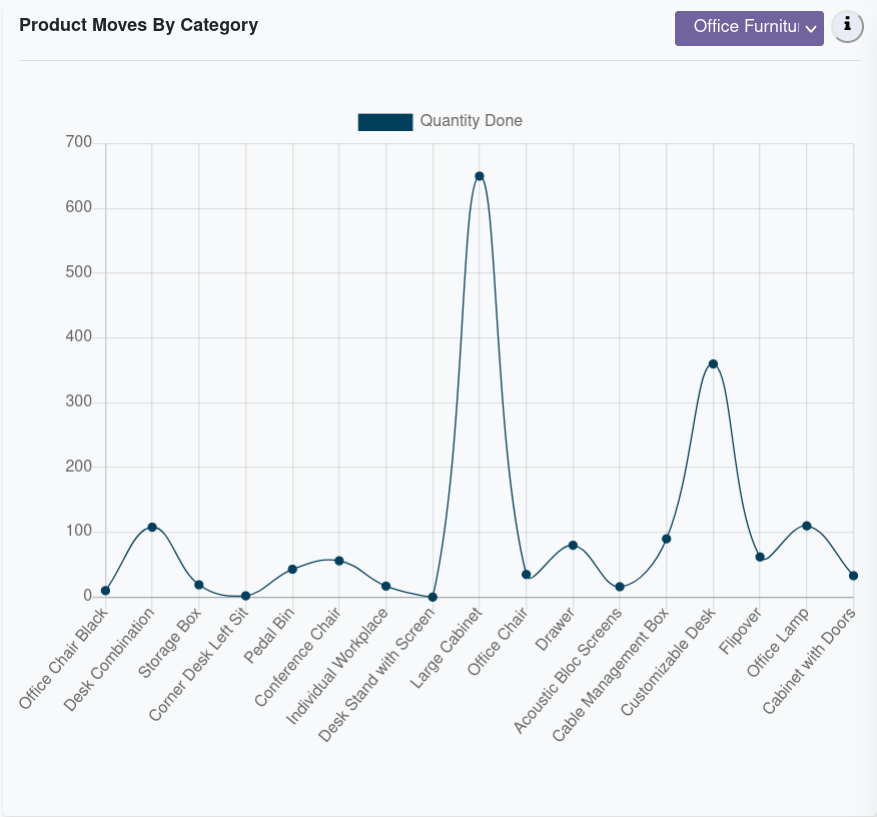 Product Moves By Category
Office Furnitu
i
Quantity Done
700
600
500
400
300
200
100
0
Office Chair Black
Desk Combination
Storage Box
Corner Desk Left Sit
Pedal Bin
Conference Chair
Individual Workplace
Desk Stand with Screen
Large Cabinet
Office Chair
Drawer
Acoustic Bloc Screens
Cable Management Box
Customizable Desk
Flipover
Office Lamp
Cabinet with Doors